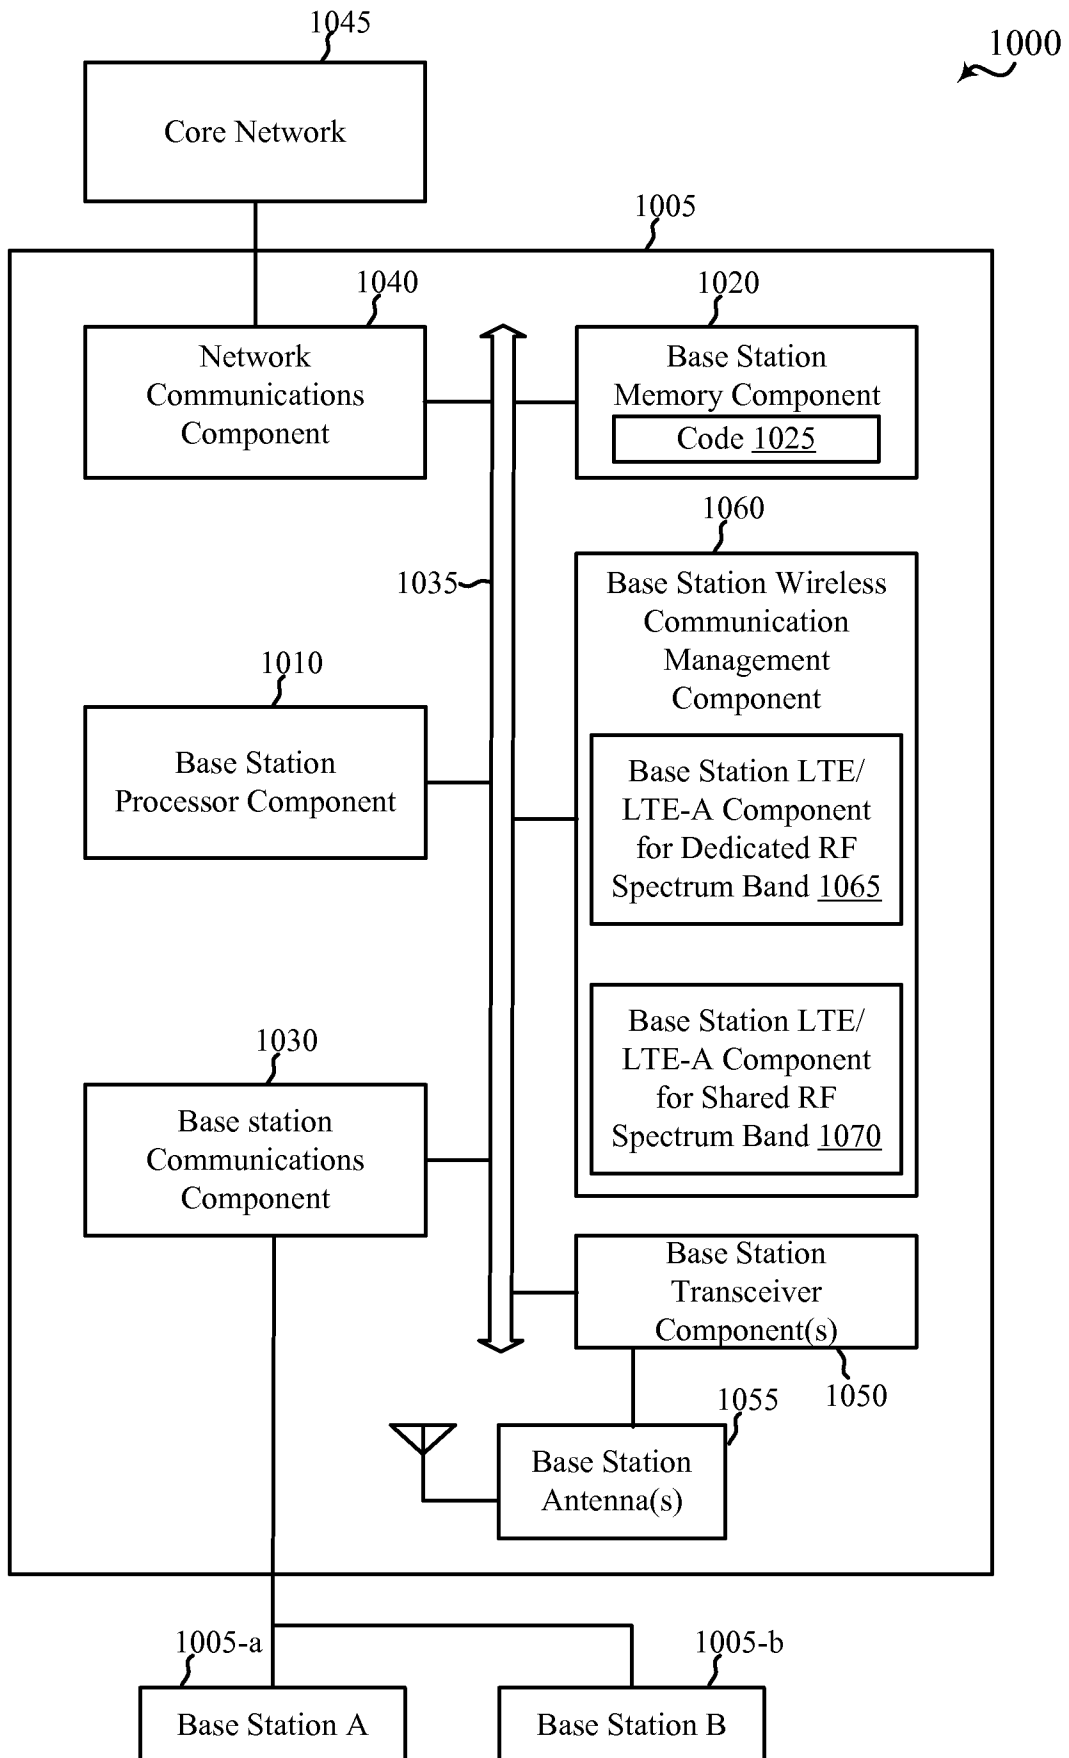 1045
1000
Core Network
1005
1040
1020
Network
Communications
Component
Base Station
Memory Component
Code 1025
1060
1035
Base Station Wireless
Communication
Management
Component
1010
Base Station
Processor Component
Base Station LTE/
LTE-A Component
for Dedicated RF
Spectrum Band 1065
1030
Base station
Communications
Component
Base Station LTE/
LTE-A Component
for Shared RF
Spectrum Band 1070
Base Station
Transceiver
Component(s)
1050
1055
Base Station
Antenna(s)
1005-a
1005-b
Base Station A
Base Station B